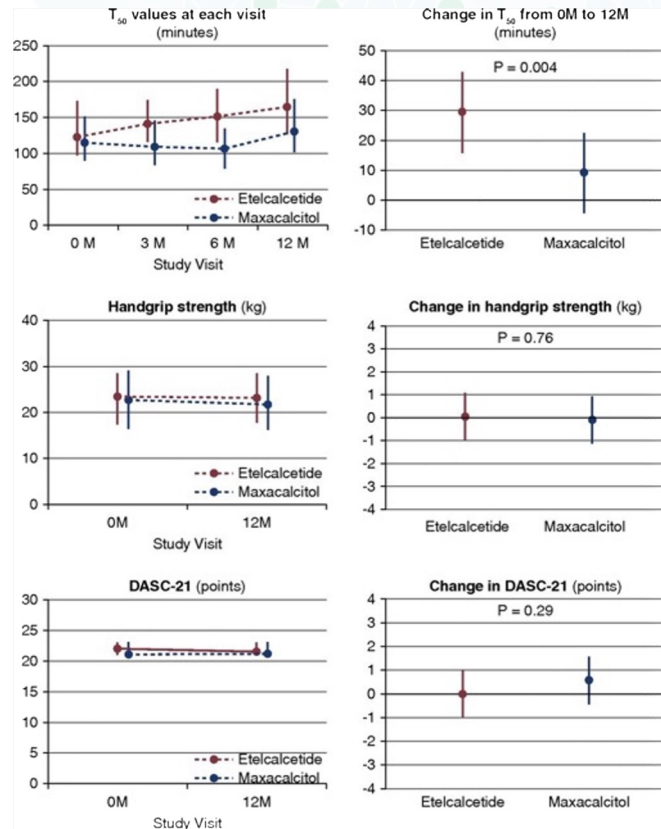 T50 values at each visit
(minutes)
250
200
150
100
50
0
0 M 3 M 6 M 12 M
Study Visit
Etelcalcetide
Maxacalcitol
Change in T50 from 0M to 12M
(minutes)
P = 0.004
50
40
30
20
10
0
-10
Etelcalcetide Maxacalcitol
Handgrip strength (kg)
40
30
20
10
0
0M 12M
Study Visit
Etelcalcetide
Maxacalcitol
Change in handgrip strength (kg)
P = 0.76
4
3
2
1
0
-1
-2
-3
-4
Etelcalcetide Maxacalcitol
DASC-21 (points)
30
25
20
15
10
5
0
0M 12M
Study Visit
Etelcalcetide
Maxacalcitol
Change in DASC-21 (points)
P = 0.29
4
3
2
1
0
-1
-2
-3
-4
Etelcalcetide Maxacalcitol